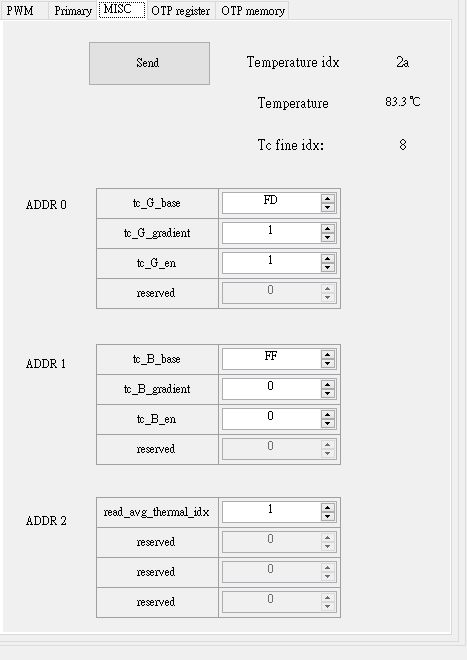 PWM Primary MISC OTP register OTP memory
Send Temperature idx 2a
Temperature 83.3℃
Tc fine idx: 8
ADDR 0 tc_G_base FD
tc_G_gradient 1
tc_G_en 1
reserved 0
ADDR 1 tc_B_base FF
tc_B_gradient 0
tc_B_en 0
reserved 0
ADDR 2 read_avg_thermal_idx 1
reserved 0
reserved 0
reserved 0